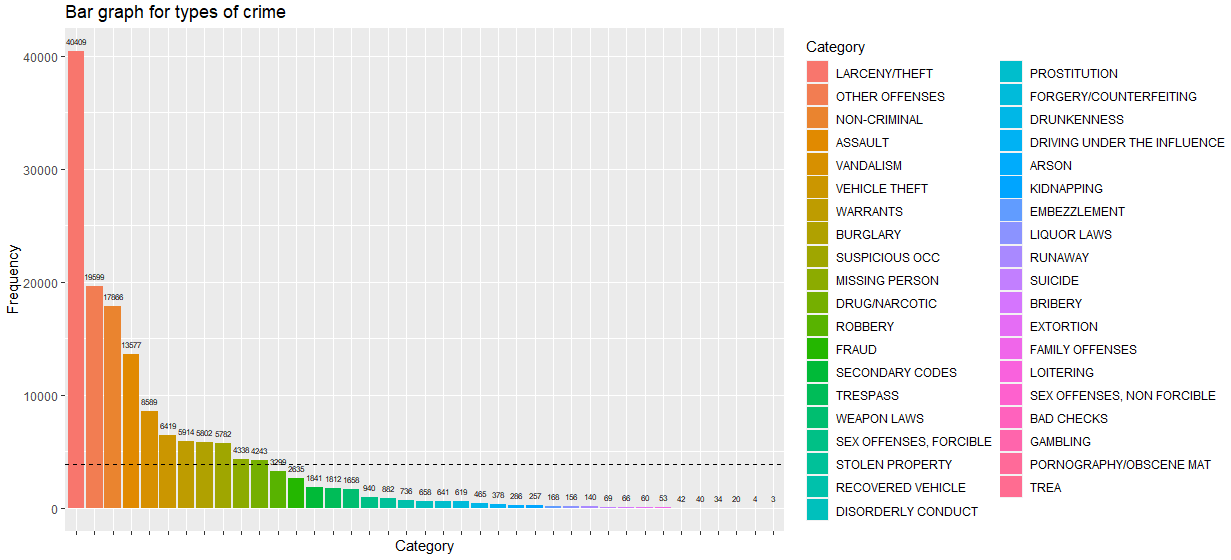 Bar graph for types of crime
40000
30000
20000
10000
0
Frequency
40409
19599
17866
13577
8589
6419
5914
5802
5782
4338
4243
3299
2635
1841
1812
1658
940
882
736
658
641
619
465
378
286
257
168
156
140
69
66
60
53
42
40
34
20
4
3
Category
Category
LARCENY/THEFT
OTHER OFFENSES
NON-CRIMINAL
ASSAULT
VANDALISM
VEHICLE THEFT
WARRANTS
BURGLARY
SUSPICIOUS OCC
MISSING PERSON
DRUG/NARCOTIC
ROBBERY
FRAUD
SECONDARY CODES
TRESPASS
WEAPON LAWS
SEX OFFENSES, FORCIBLE
STOLEN PROPERTY
RECOVERED VEHICLE
DISORDERLY CONDUCT
PROSTITUTION
FORGERY/COUNTERFEITING
DRUNKENNESS
DRIVING UNDER THE INFLUENCE
ARSON
KIDNAPPING
EMBEZZLEMENT
LIQUOR LAWS
RUNAWAY
SUICIDE
BRIBERY
EXTORTION
FAMILY OFFENSES
LOITERING
SEX OFFENSES, NON FORCIBLE
BAD CHECKS
GAMBLING
PORNOGRAPHY/OBSCENE MAT
TREA